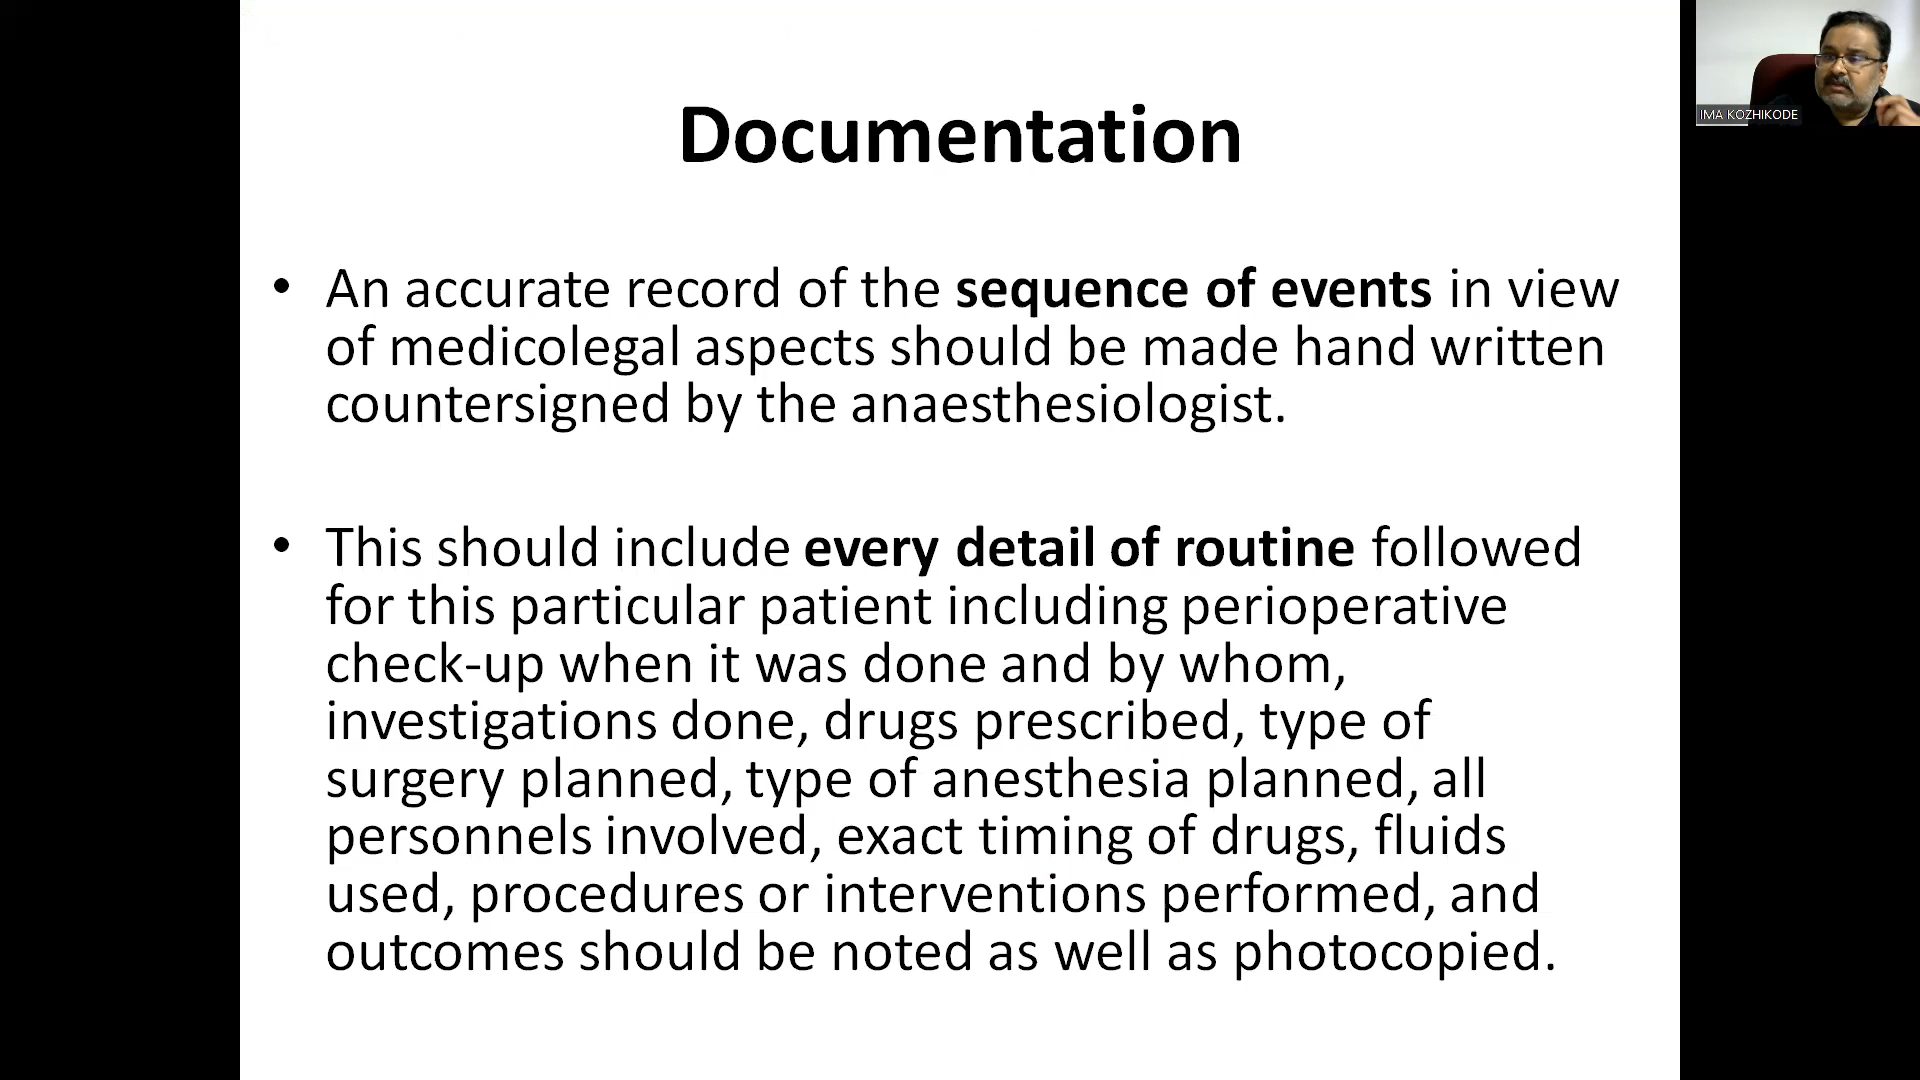 Documentation
• An accurate record of the sequence of events in view
of medicolegal aspects should be made hand written
countersigned by the anaesthesiologist.
• This should include every detail of routine followed
for this particular patient including perioperative
check-up when it was done and by whom,
investigations done, drugs prescribed, type of
surgery planned, type of anesthesia planned, all
personnels involved, exact timing of drugs, fluids
used, procedures or interventions performed, and
outcomes should be noted as well as photocopied.
IMA KOZHIKODE